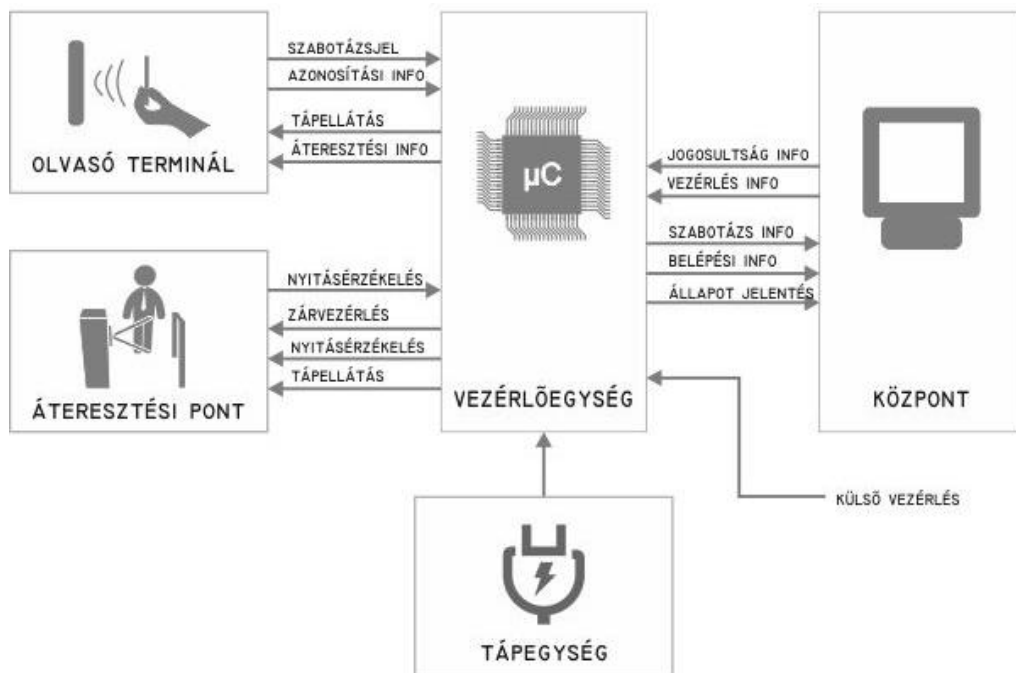 SZABOTÁZSJEL
AZONOSÍTÁSI INFO
TÁPELLÁTÁS
ÁTERESZTÉSI INFO
OLVASÓ TERMINÁL
NYITÁSÉRZÉKELÉS
ZÁRVEZÉRLÉS
NYITÁSÉRZÉKELÉS
TÁPELLÁTÁS
ÁTERESZTÉSI PONT
µC
VEZÉRLÕEGYSÉG
JOGOSULTSÁG INFO
VEZÉRLÉS INFO
SZABOTÁZS INFO
BELÉPÉSI INFO
ÁLLAPOT JELENTÉS
KÖZPONT
KÜLSÕ VEZÉRLÉS
TÁPEGYSÉG